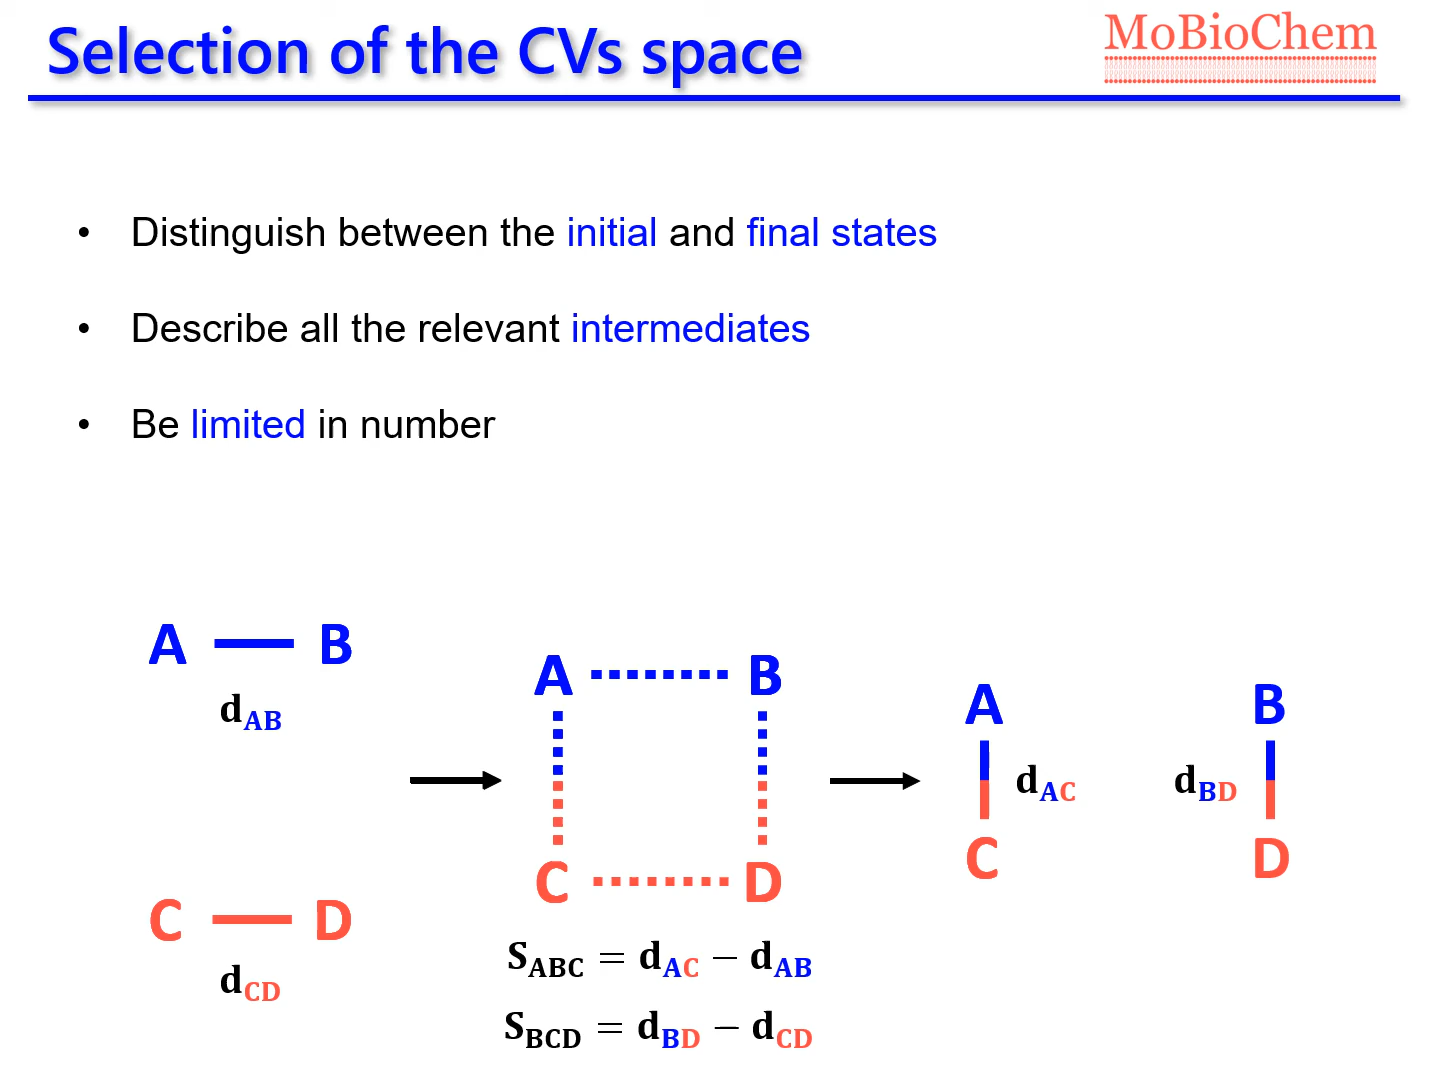 Selection of the CVs space
MoBioChem
• Distinguish between the initial and final states
• Describe all the relevant intermediates
• Be limited in number
A B
d_AB
C D
d_CD
A B
C D
S_ABC = d_AC − d_AB
S_BCD = d_BD − d_CD
A B
d_AC d_BD
C D